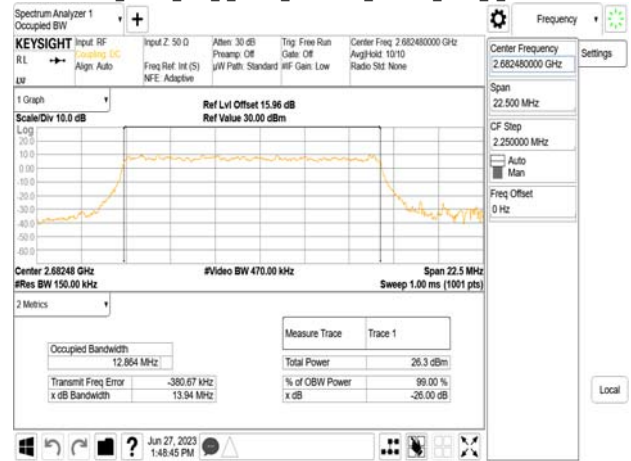 Spectrum Analyzer 1
Occupied BW
Frequency
KEYSIGHT
RL
LV
Input: RF
Coupling: DC
Align: Auto
Input Z: 50 Ω
Freq Ref: Int (S)
NFE: Adaptive
Atten: 30 dB
Preamp: Off
µW Path: Standard
Trig: Free Run
Gate: Off
#IF Gain: Low
Center Freq: 2.682480000 GHz
Avg|Hold: 10/10
Radio Std: None
Center Frequency
2.682480000 GHz
Settings
Span
22.500 MHz
CF Step
2.250000 MHz
Auto
Man
Freq Offset
0 Hz
Local
1 Graph
Scale/Div 10.0 dB
Ref Lvl Offset 15.96 dB
Ref Value 30.00 dBm
Log
20.0
10.0
0.00
-10.0
-20.0
-30.0
-40.0
-50.0
-60.0
Center 2.68248 GHz
#Video BW 470.00 kHz
Span 22.5 MHz
#Res BW 150.00 kHz
Sweep 1.00 ms (1001 pts)
2 Metrics
Measure Trace Trace 1
Occupied Bandwidth
12.864 MHz
Total Power 26.3 dBm
Transmit Freq Error -380.67 kHz
% of OBW Power 99.00 %
x dB Bandwidth 13.94 MHz
x dB -26.00 dB
?
Jun 27, 2023
1:48:45 PM